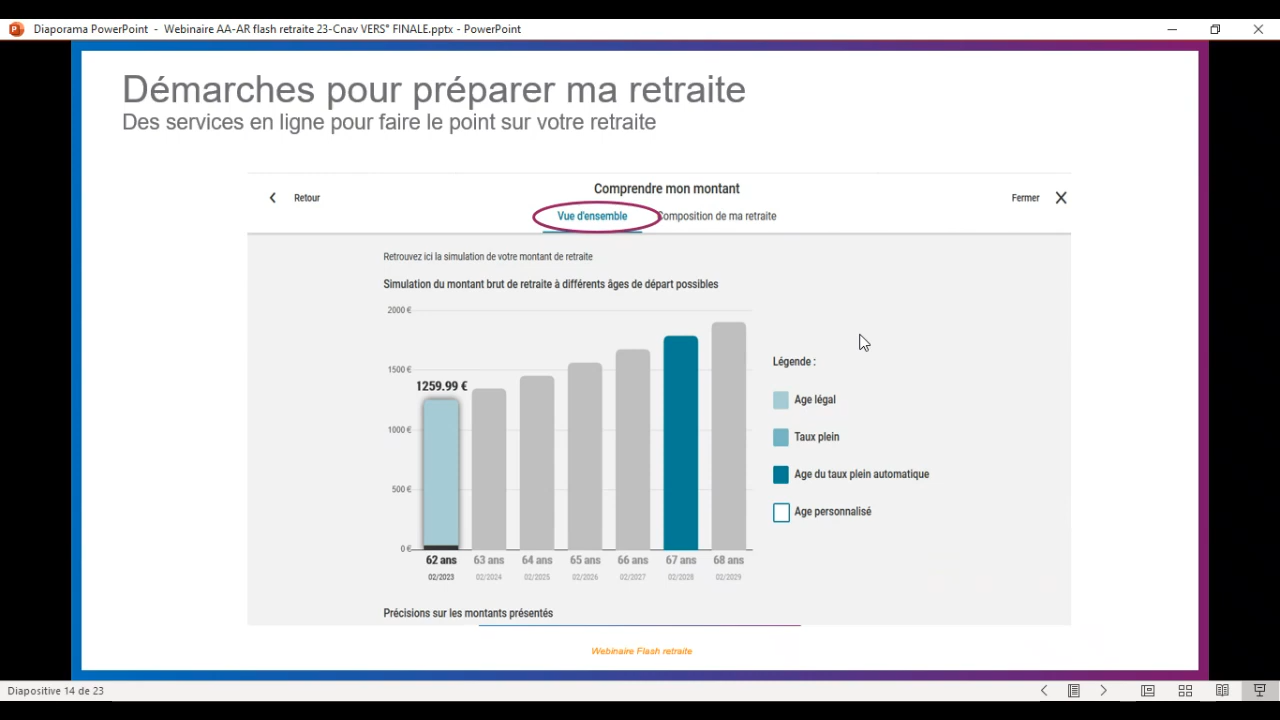 Diaporama PowerPoint - Webinaire AA-AR flash retraite 23-Cnav VERS° FINALE.pptx - PowerPoint
Démarches pour préparer ma retraite
Des services en ligne pour faire le point sur votre retraite
Comprendre mon montant
Retour
Fermer
Vue d'ensemble
Composition de ma retraite
Retrouvez ici la simulation de votre montant de retraite
Simulation du montant brut de retraite à différents âges de départ possibles
2000 €
1500 €
1259.99 €
1000 €
500 €
0 €
62 ans 63 ans 64 ans 65 ans 66 ans 67 ans 68 ans
02/2023 02/2024 02/2025 02/2026 02/2027 02/2028 02/2029
Légende :
Age légal
Taux plein
Age du taux plein automatique
Age personnalisé
Précisions sur les montants présentés
Webinaire Flash retraite
Diapositive 14 de 23